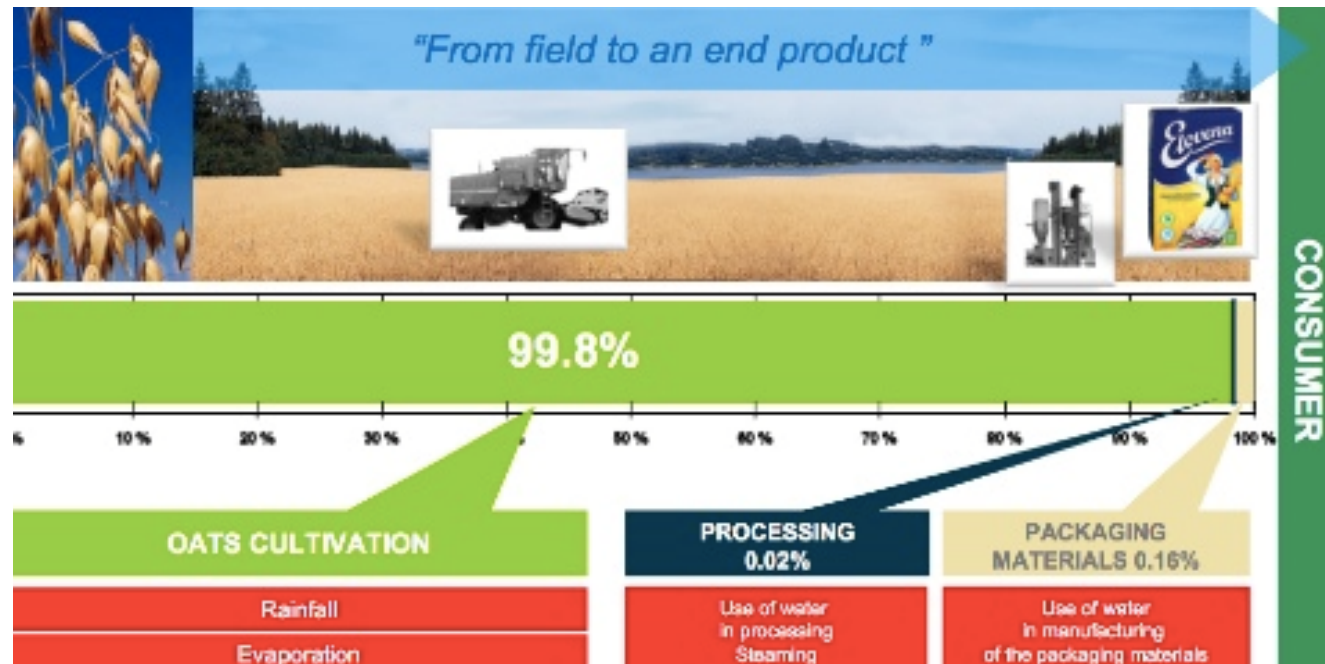 “From field to an end product ”
Elovena
99.8%
%
10 %
20 %
30 %
%
50 %
60 %
70 %
80 %
90 %
100 %
CONSUMER
OATS CULTIVATION
Rainfall
Evaporation
PROCESSING
0.02%
Use of water
in processing
Steaming
PACKAGING
MATERIALS 0.16%
Use of water
in manufacturing
of the packaging materials